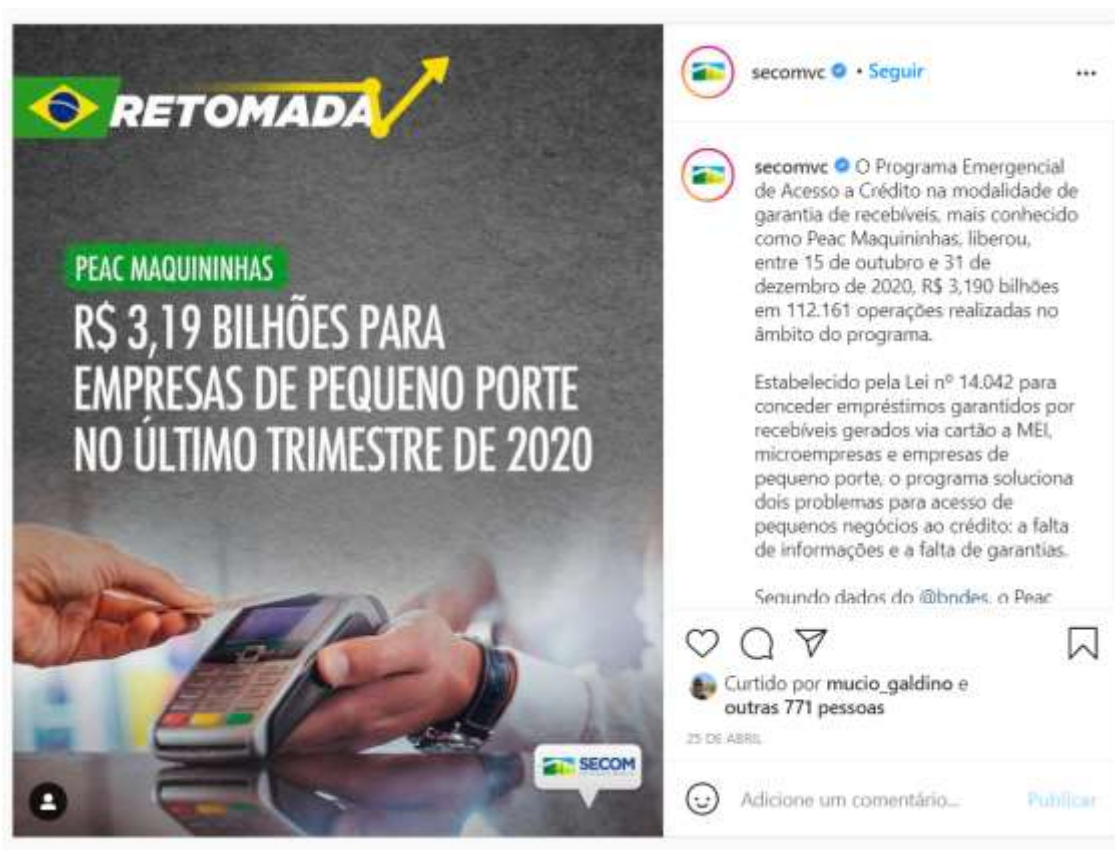 RETOMADA
PEAC MAQUININHAS
R$ 3,19 BILHÕES PARA
EMPRESAS DE PEQUENO PORTE
NO ÚLTIMO TRIMESTRE DE 2020
SECOM
secomvc • Seguir
secomvc O Programa Emergencial
de Acesso a Crédito na modalidade de
garantia de recebíveis, mais conhecido
como Peac Maquininhas, liberou,
entre 15 de outubro e 31 de
dezembro de 2020, R$ 3,190 bilhões
em 112.161 operações realizadas no
âmbito do programa.
Estabelecido pela Lei nº 14.042 para
conceder empréstimos garantidos por
recebíveis gerados via cartão a MEI,
microempresas e empresas de
pequeno porte, o programa soluciona
dois problemas para acesso de
pequenos negócios ao crédito: a falta
de informações e a falta de garantias.
Segundo dados do @bndes, o Peac
Curtido por mucio_galdino e
outras 771 pessoas
25 DE ABRIL
Adicione um comentário... Publicar